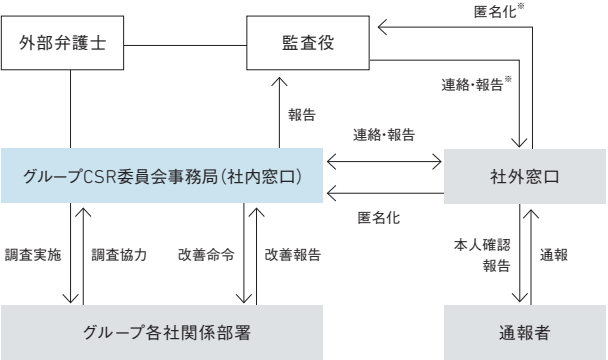 匿名化※
外部弁護士
監査役
連絡・報告※
報告
連絡・報告
グループCSR委員会事務局（社内窓口）
社外窓口
匿名化
調査実施
調査協力
改善命令
改善報告
本人確認
報告
通報
グループ各社関係部署
通報者